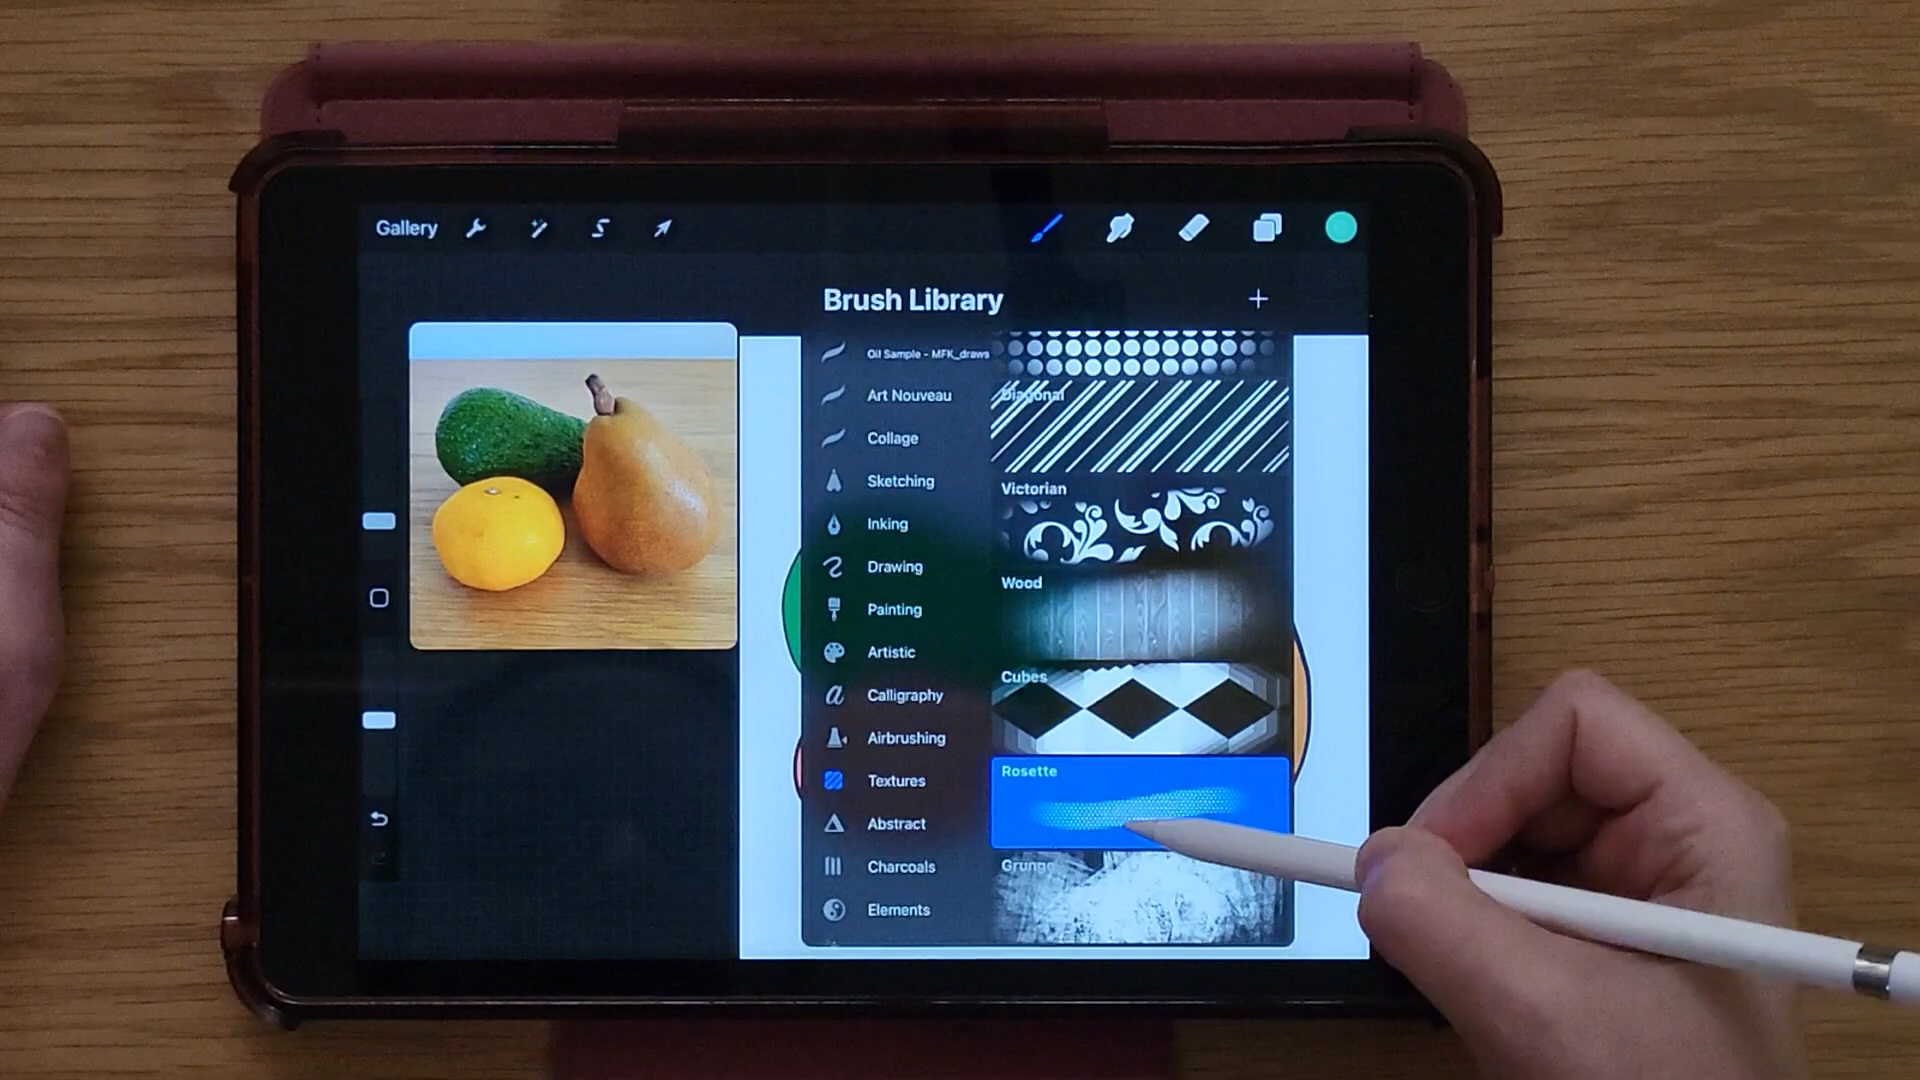 Gallery
Brush Library
Oil Sample - MFK_draws
Art Nouveau
Collage
Sketching
Inking
Drawing
Painting
Artistic
Calligraphy
Airbrushing
Textures
Abstract
Charcoals
Elements
Diagonal
Victorian
Wood
Cubes
Rosette
Grunge